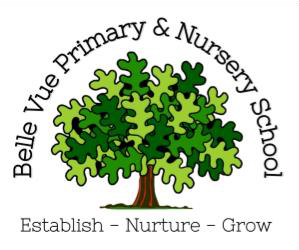 Belle Vue Primary & Nursery School
Establish - Nurture - Grow